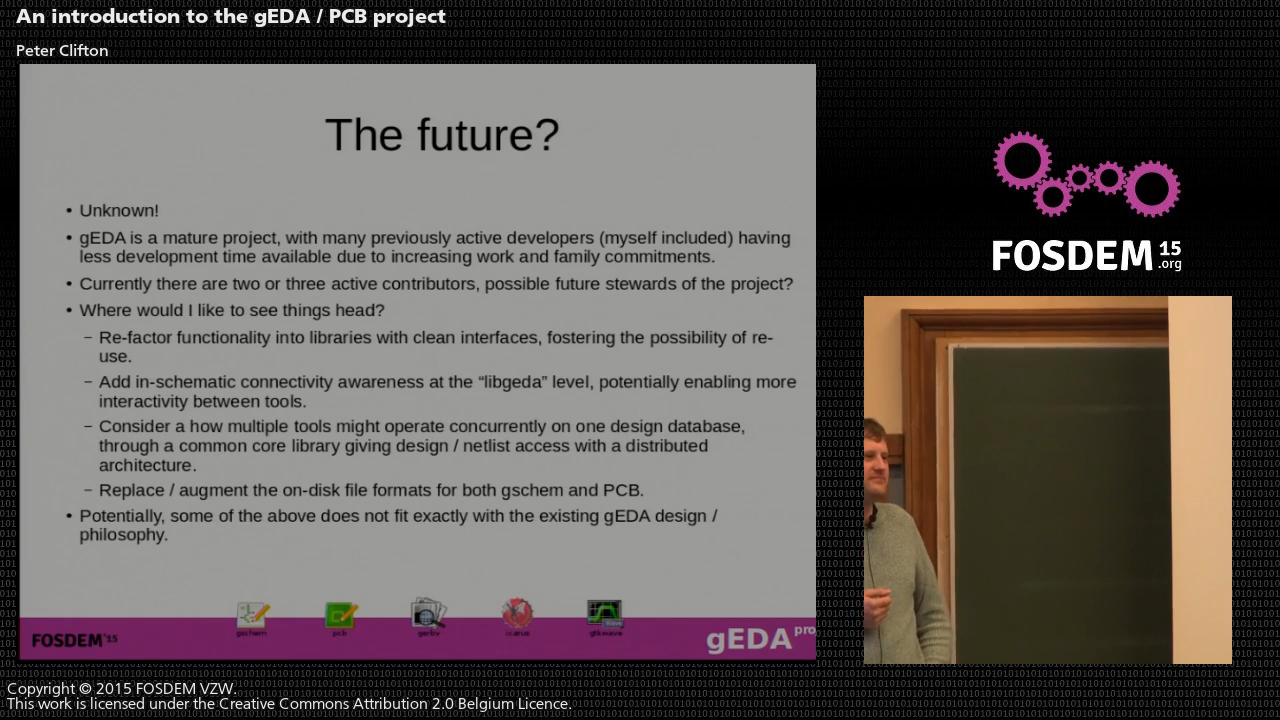 An introduction to the gEDA / PCB project
Peter Clifton
The future?
• Unknown!
• gEDA is a mature project, with many previously active developers (myself included) having
less development time available due to increasing work and family commitments.
• Currently there are two or three active contributors, possible future stewards of the project?
• Where would I like to see things head?
– Re-factor functionality into libraries with clean interfaces, fostering the possibility of re-
use.
– Add in-schematic connectivity awareness at the “libgeda” level, potentially enabling more
interactivity between tools.
– Consider a how multiple tools might operate concurrently on one design database,
through a common core library giving design / netlist access with a distributed
architecture.
– Replace / augment the on-disk file formats for both gschem and PCB.
• Potentially, some of the above does not fit exactly with the existing gEDA design /
philosophy.
gschem pcb gerbv icarus gtkwave
FOSDEM'15
gEDA pro
FOSDEM 15
.org
Copyright © 2015 FOSDEM VZW.
This work is licensed under the Creative Commons Attribution 2.0 Belgium Licence.